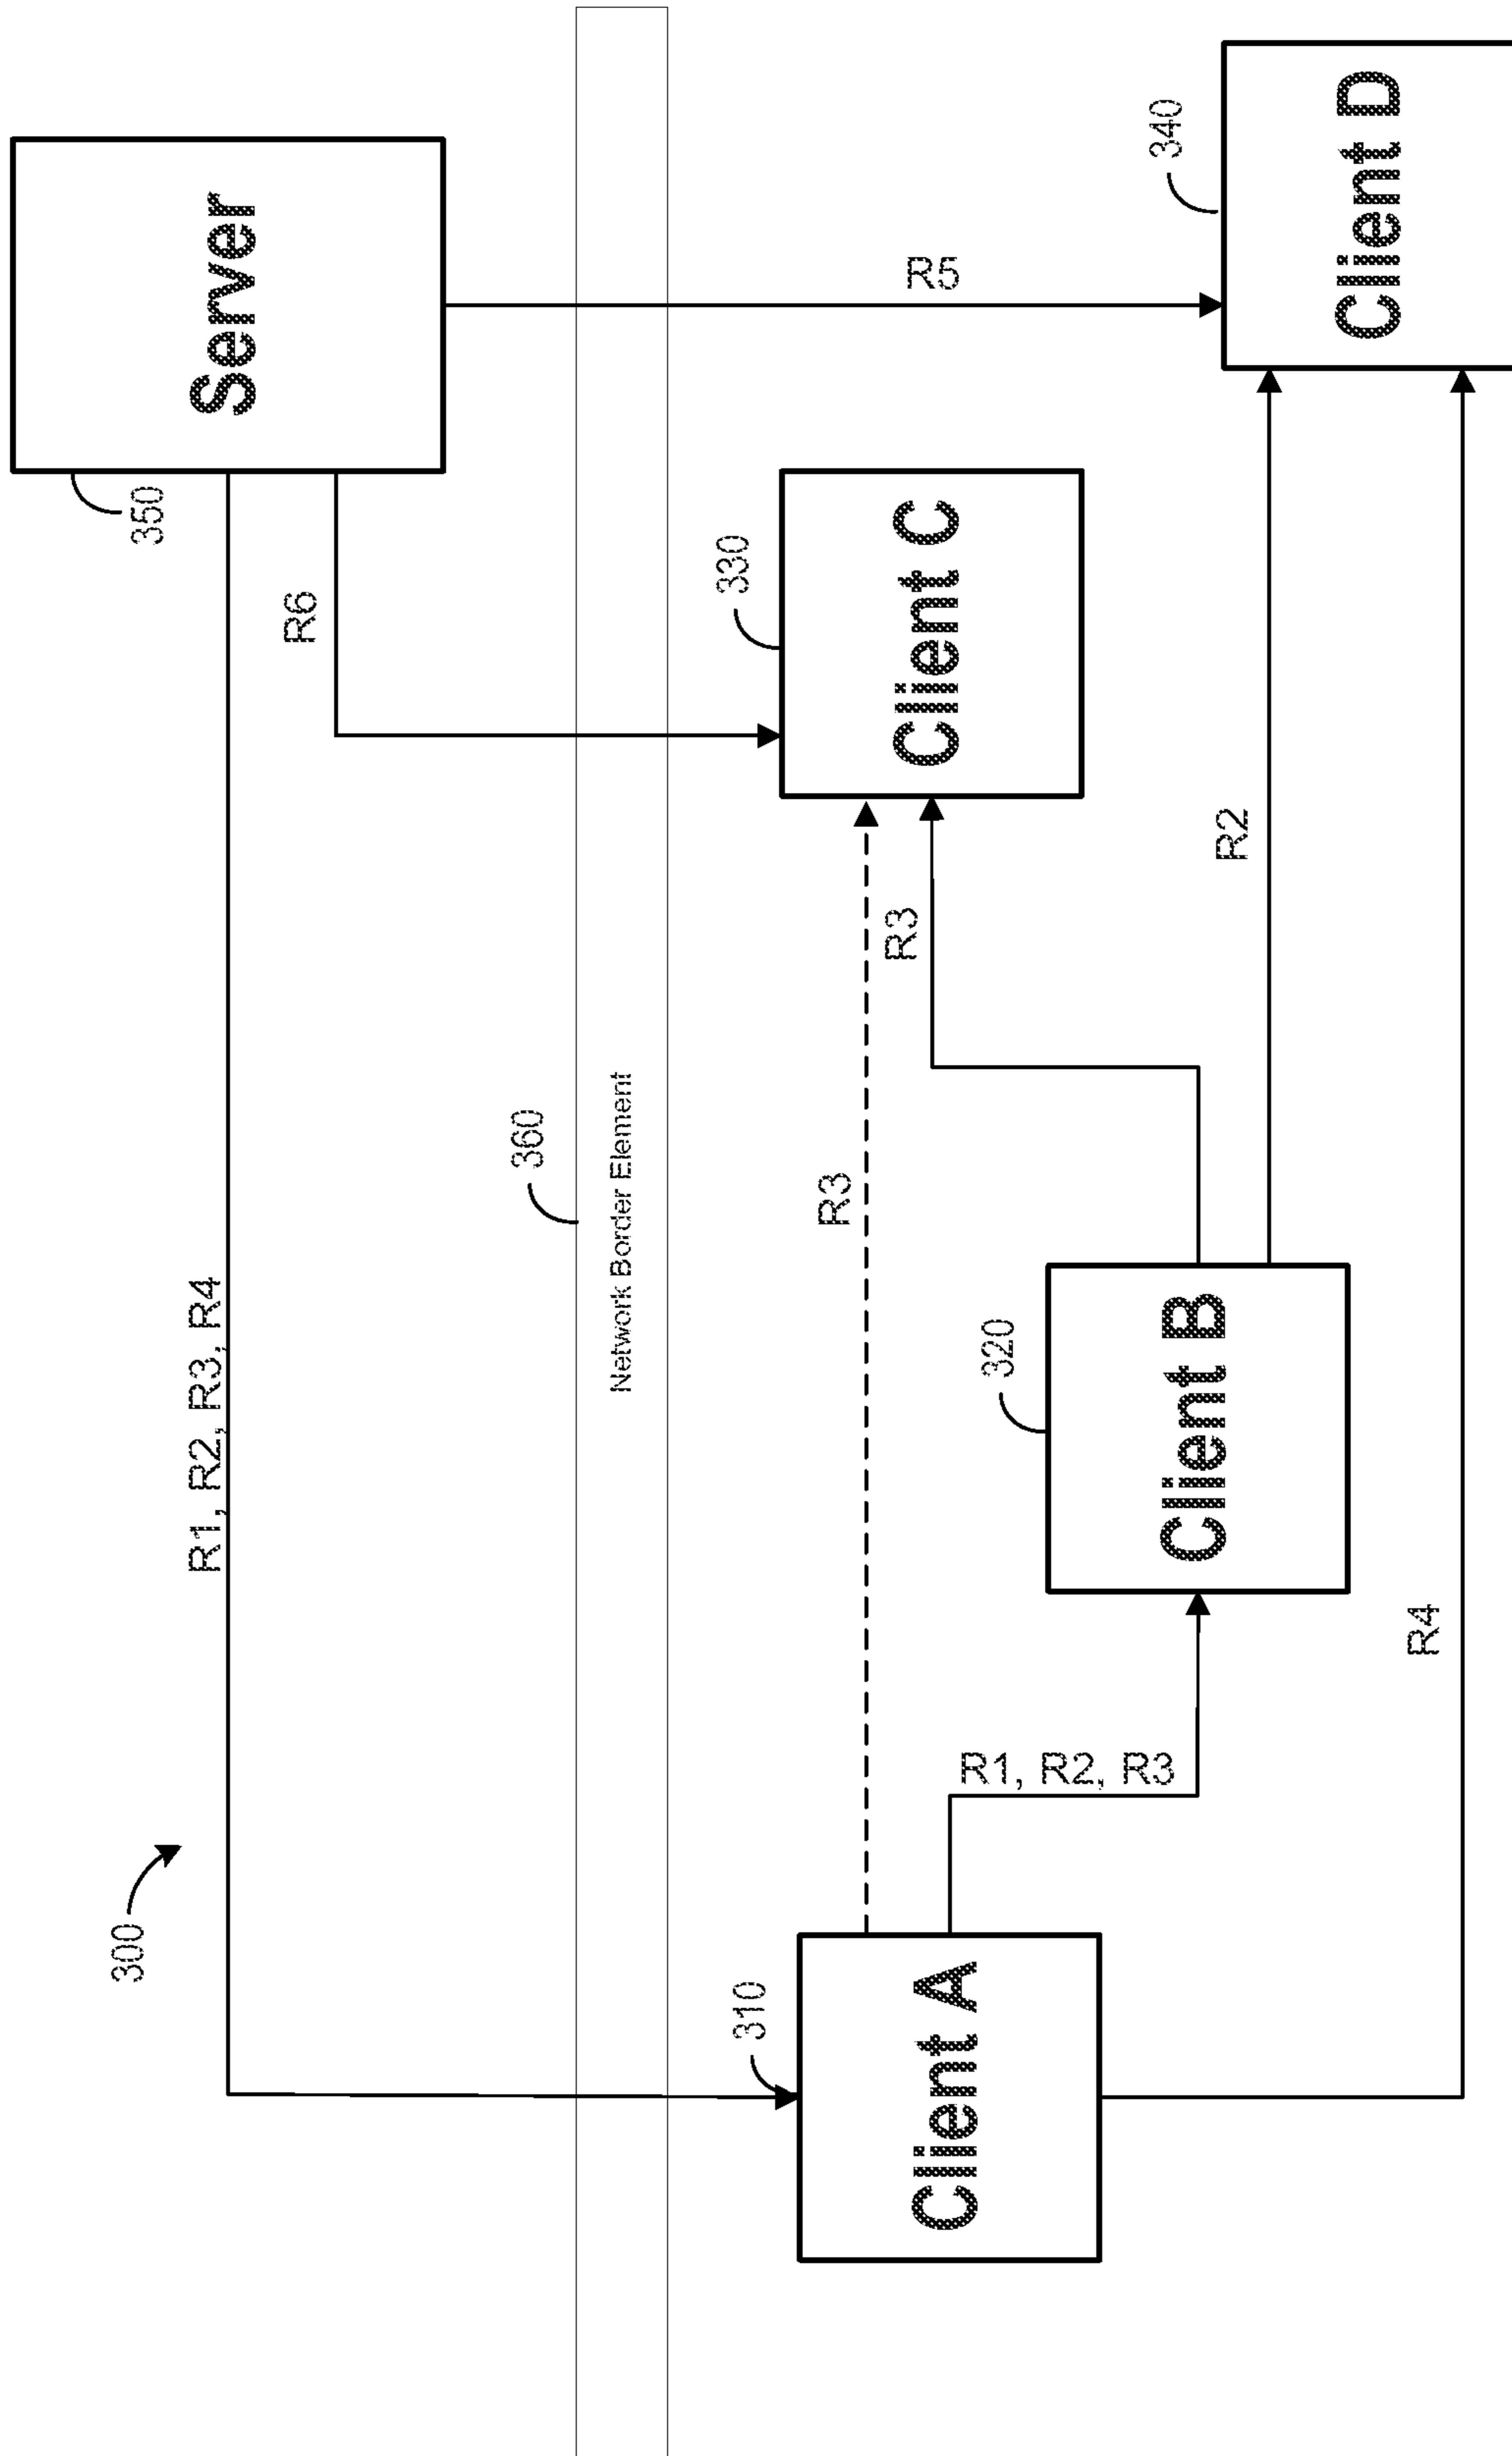 300
R1, R2, R3, R4
350
Server
R6
360
Network Border Element
R5
310
Client A
R3
330
Client C
R3
R1, R2, R3
320
Client B
R2
340
Client D
R4